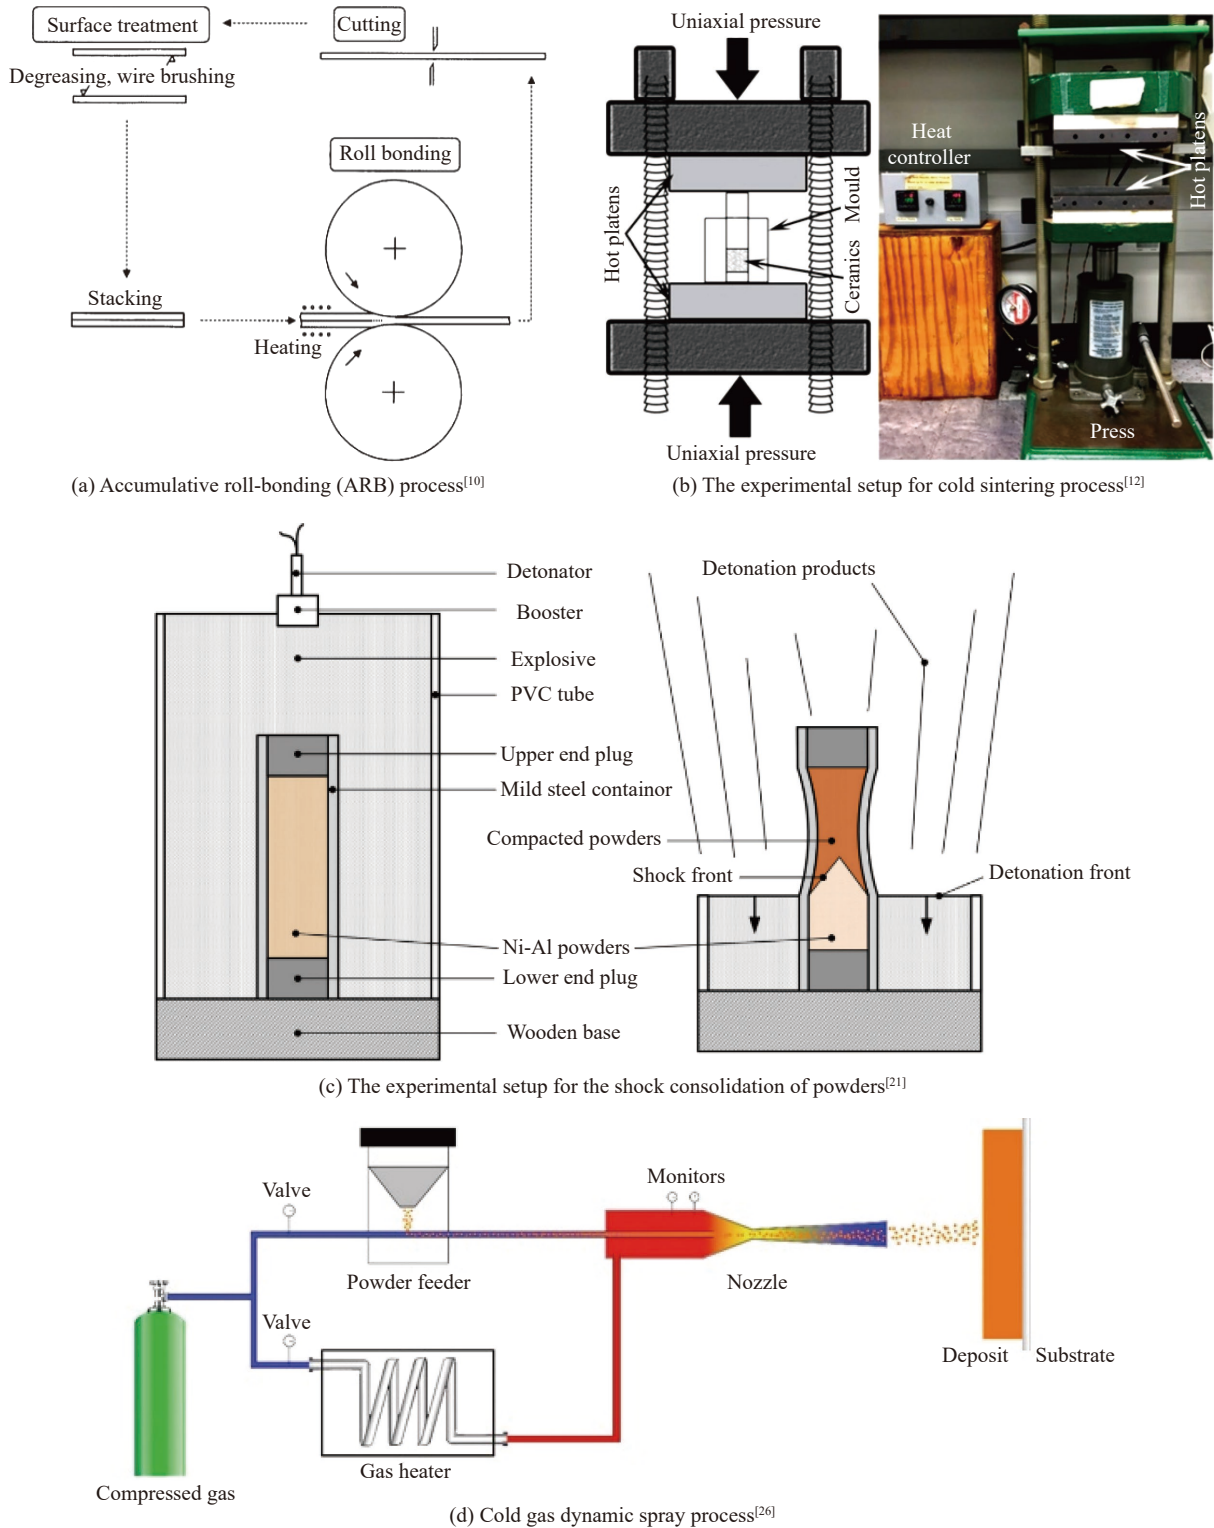 Surface treatment
Cutting
Degreasing, wire brushing
Roll bonding
Stacking
Heating
(a) Accumulative roll-bonding (ARB) process[10]
Uniaxial pressure
Hot platens
Mould
Ceranics
Uniaxial pressure
Heat
controller
Hot platens
Press
(b) The experimental setup for cold sintering process[12]
Detonator
Booster
Explosive
PVC tube
Upper end plug
Mild steel containor
Compacted powders
Shock front
Ni-Al powders
Lower end plug
Wooden base
Detonation products
Detonation front
(c) The experimental setup for the shock consolidation of powders[21]
Valve
Powder feeder
Monitors
Nozzle
Valve
Gas heater
Compressed gas
Deposit
Substrate
(d) Cold gas dynamic spray process[26]